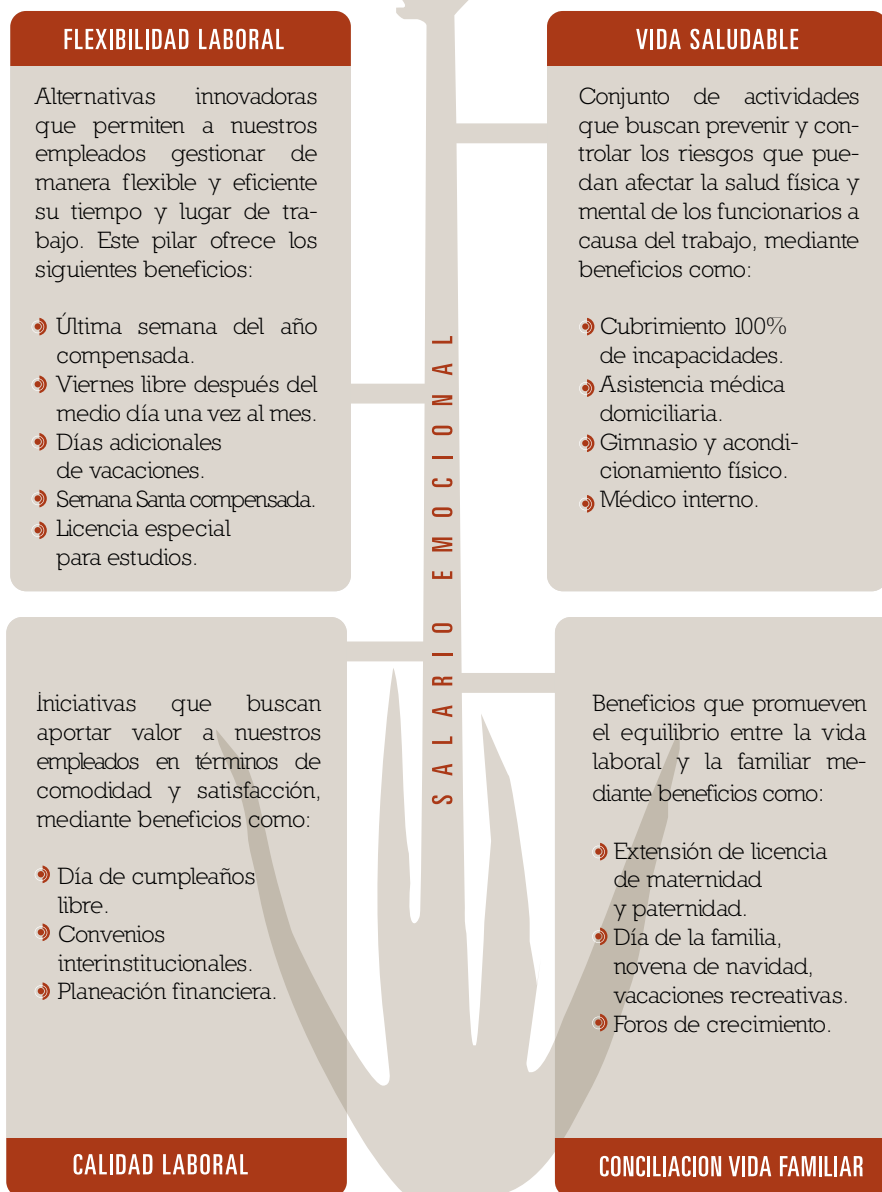 FLEXIBILIDAD LABORAL
Alternativas innovadoras
que permiten a nuestros
empleados gestionar de
manera flexible y eficiente
su tiempo y lugar de tra-
bajo. Este pilar ofrece los
siguientes beneficios:
Última semana del año
compensada.
Viernes libre después del
medio día una vez al mes.
Días adicionales
de vacaciones.
Semana Santa compensada.
Licencia especial
para estudios.
VIDA SALUDABLE
Conjunto de actividades
que buscan prevenir y con-
trolar los riesgos que pue-
dan afectar la salud física y
mental de los funcionarios a
causa del trabajo, mediante
beneficios como:
Cubrimiento 100%
de incapacidades.
Asistencia médica
domiciliaria.
Gimnasio y acondi-
cionamiento físico.
Médico interno.
SALARIO EMOCIONAL
Iniciativas que buscan
aportar valor a nuestros
empleados en términos de
comodidad y satisfacción,
mediante beneficios como:
Día de cumpleaños
libre.
Convenios
interinstitucionales.
Planeación financiera.
CALIDAD LABORAL
Beneficios que promueven
el equilibrio entre la vida
laboral y la familiar me-
diante beneficios como:
Extensión de licencia
de maternidad
y paternidad.
Día de la familia,
novena de navidad,
vacaciones recreativas.
Foros de crecimiento.
CONCILIACION VIDA FAMILIAR